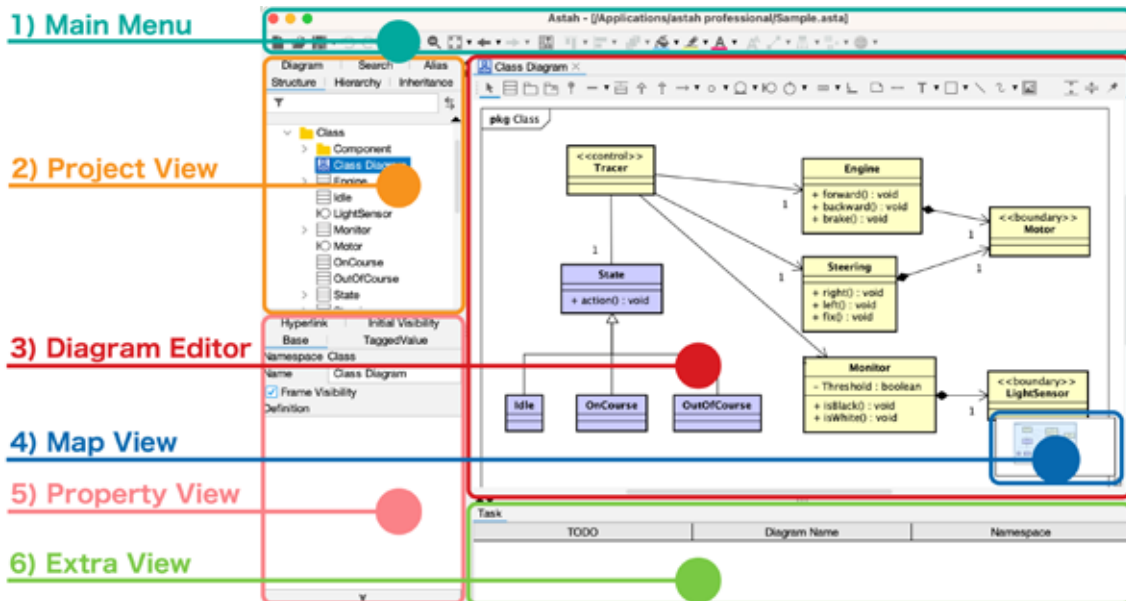 1) Main Menu
2) Project View
3) Diagram Editor
4) Map View
5) Property View
6) Extra View
Astah - [/Applications/astah professional/Sample.asta]
Diagram Search Alias
Structure Hierarchy Inheritance
Class
Component
Class Diagram
Engine
Idle
LightSensor
Monitor
Motor
OnCourse
OutOfCourse
State
Hyperlink Initial Visibility
Base TaggedValue
Namespace Class
Name Class Diagram
Frame Visibility
Definition
Class Diagram
pkg Class
<<control>>
Tracer
Engine
+ forward() : void
+ backward() : void
+ brake() : void
1
1
<<boundary>>
Motor
1
State
+ action() : void
Steering
+ right() : void
+ left() : void
+ fix() : void
1
1
Monitor
- Threshold : boolean
+ isBlack() : void
+ isWhite() : void
1
<<boundary>>
LightSensor
Idle
OnCourse
OutOfCourse
Task
TODO Diagram Name Namespace